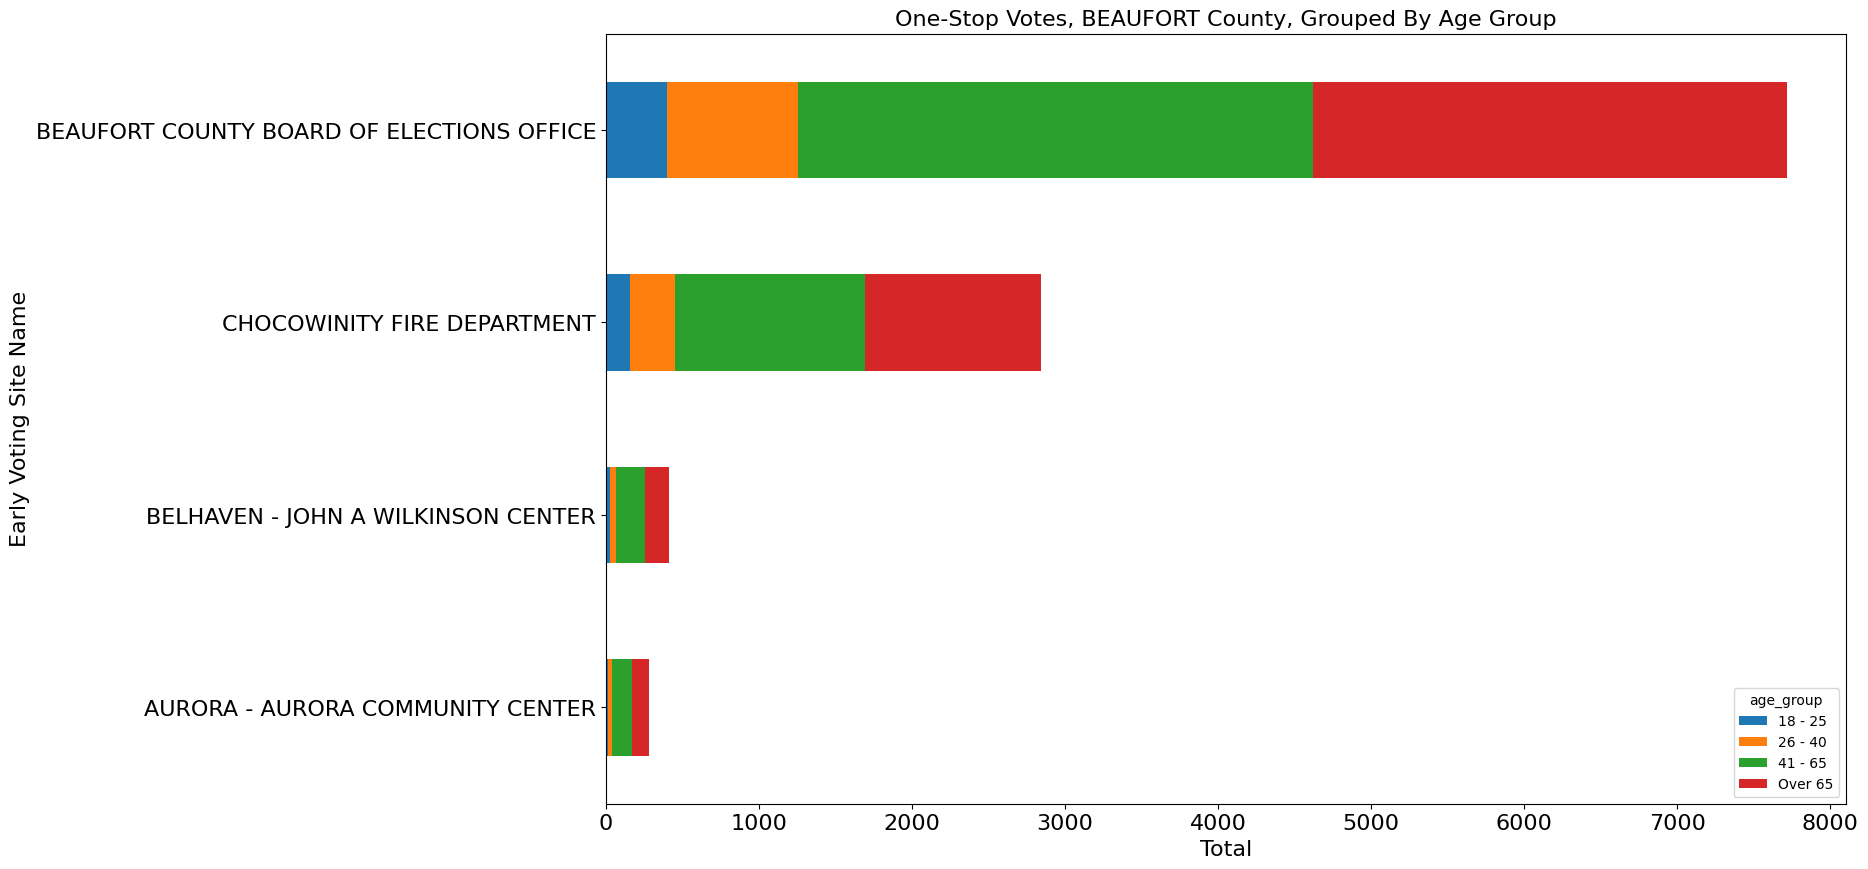 One-Stop Votes, BEAUFORT County, Grouped By Age Group
Early Voting Site Name
BEAUFORT COUNTY BOARD OF ELECTIONS OFFICE
CHOCOWINITY FIRE DEPARTMENT
BELHAVEN - JOHN A WILKINSON CENTER
AURORA - AURORA COMMUNITY CENTER
age_group
18 - 25
26 - 40
41 - 65
Over 65
0 1000 2000 3000 4000 5000 6000 7000 8000
Total